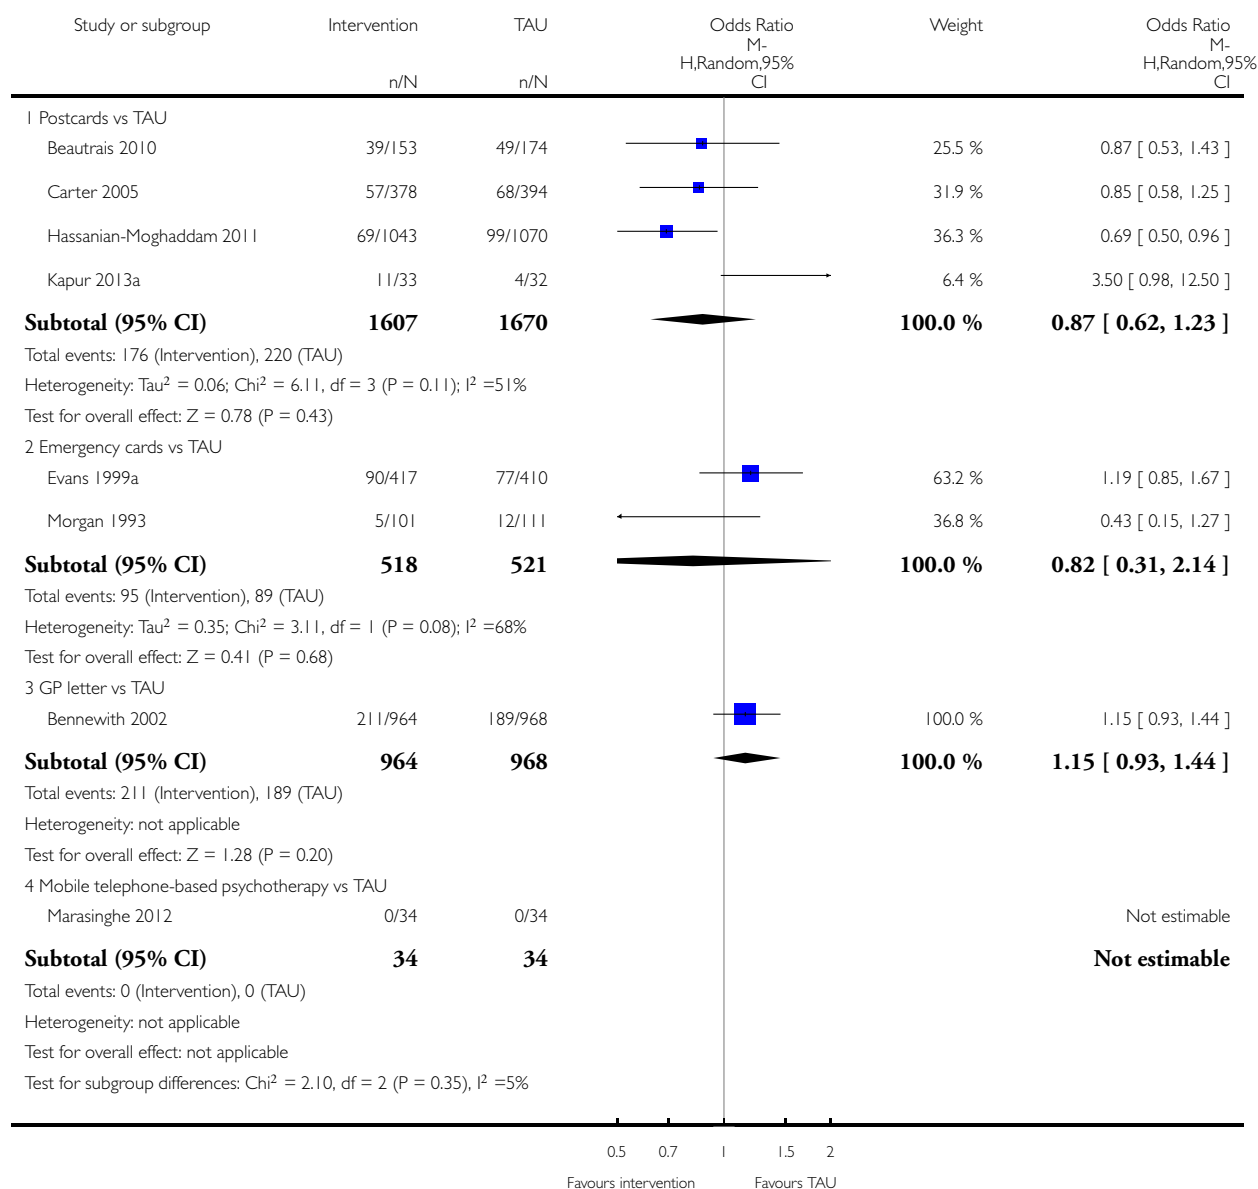 Study or subgroup Intervention TAU Odds Ratio Weight Odds Ratio
M- M-
H,Random,95% H,Random,95%
n/N n/N CI CI
1 Postcards vs TAU
Beautrais 2010 39/153 49/174 25.5 % 0.87 [ 0.53, 1.43 ]
Carter 2005 57/378 68/394 31.9 % 0.85 [ 0.58, 1.25 ]
Hassanian-Moghaddam 2011 69/1043 99/1070 36.3 % 0.69 [ 0.50, 0.96 ]
Kapur 2013a 11/33 4/32 6.4 % 3.50 [ 0.98, 12.50 ]
Subtotal (95% CI) 1607 1670 100.0 % 0.87 [ 0.62, 1.23 ]
Total events: 176 (Intervention), 220 (TAU)
Heterogeneity: Tau² = 0.06; Chi² = 6.11, df = 3 (P = 0.11); I² =51%
Test for overall effect: Z = 0.78 (P = 0.43)
2 Emergency cards vs TAU
Evans 1999a 90/417 77/410 63.2 % 1.19 [ 0.85, 1.67 ]
Morgan 1993 5/101 12/111 36.8 % 0.43 [ 0.15, 1.27 ]
Subtotal (95% CI) 518 521 100.0 % 0.82 [ 0.31, 2.14 ]
Total events: 95 (Intervention), 89 (TAU)
Heterogeneity: Tau² = 0.35; Chi² = 3.11, df = 1 (P = 0.08); I² =68%
Test for overall effect: Z = 0.41 (P = 0.68)
3 GP letter vs TAU
Bennewith 2002 211/964 189/968 100.0 % 1.15 [ 0.93, 1.44 ]
Subtotal (95% CI) 964 968 100.0 % 1.15 [ 0.93, 1.44 ]
Total events: 211 (Intervention), 189 (TAU)
Heterogeneity: not applicable
Test for overall effect: Z = 1.28 (P = 0.20)
4 Mobile telephone-based psychotherapy vs TAU
Marasinghe 2012 0/34 0/34 Not estimable
Subtotal (95% CI) 34 34 Not estimable
Total events: 0 (Intervention), 0 (TAU)
Heterogeneity: not applicable
Test for overall effect: not applicable
Test for subgroup differences: Chi² = 2.10, df = 2 (P = 0.35), I² =5%
0.5 0.7 1 1.5 2
Favours intervention Favours TAU